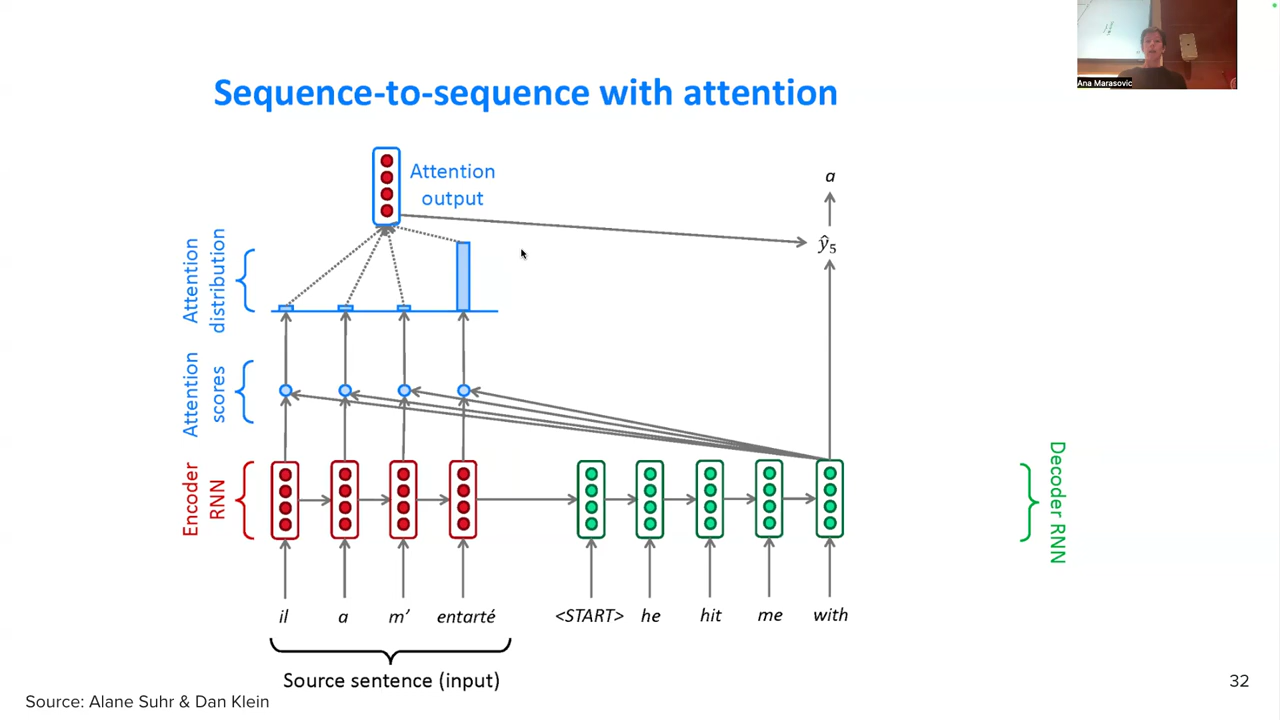 Ana Marasovic
Sequence-to-sequence with attention
Attention
output
a
ŷ₅
Attention
distribution
Attention
scores
Encoder
RNN
Decoder RNN
il a m’ entarté <START> he hit me with
Source sentence (input)
32
Source: Alane Suhr & Dan Klein